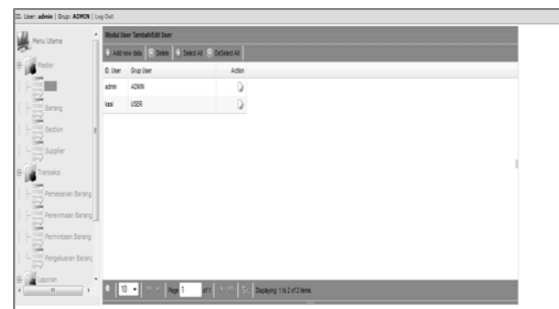 ID. User: admin | Grup: ADMIN | Log Out
Menu Utama
Master
Barang
Section
Supplier
Transaksi
Pemesanan Barang
Penerimaan Barang
Permintaan Barang
Pengeluaran Barang
Laporan
Modul User Tambah/Edit User
Add new data Delete Select All DeSelect All
ID. User Grup User Action
admin ADMIN
kasi USER
10 Page 1 of 1 Displaying: 1 to 2 of 2 items.